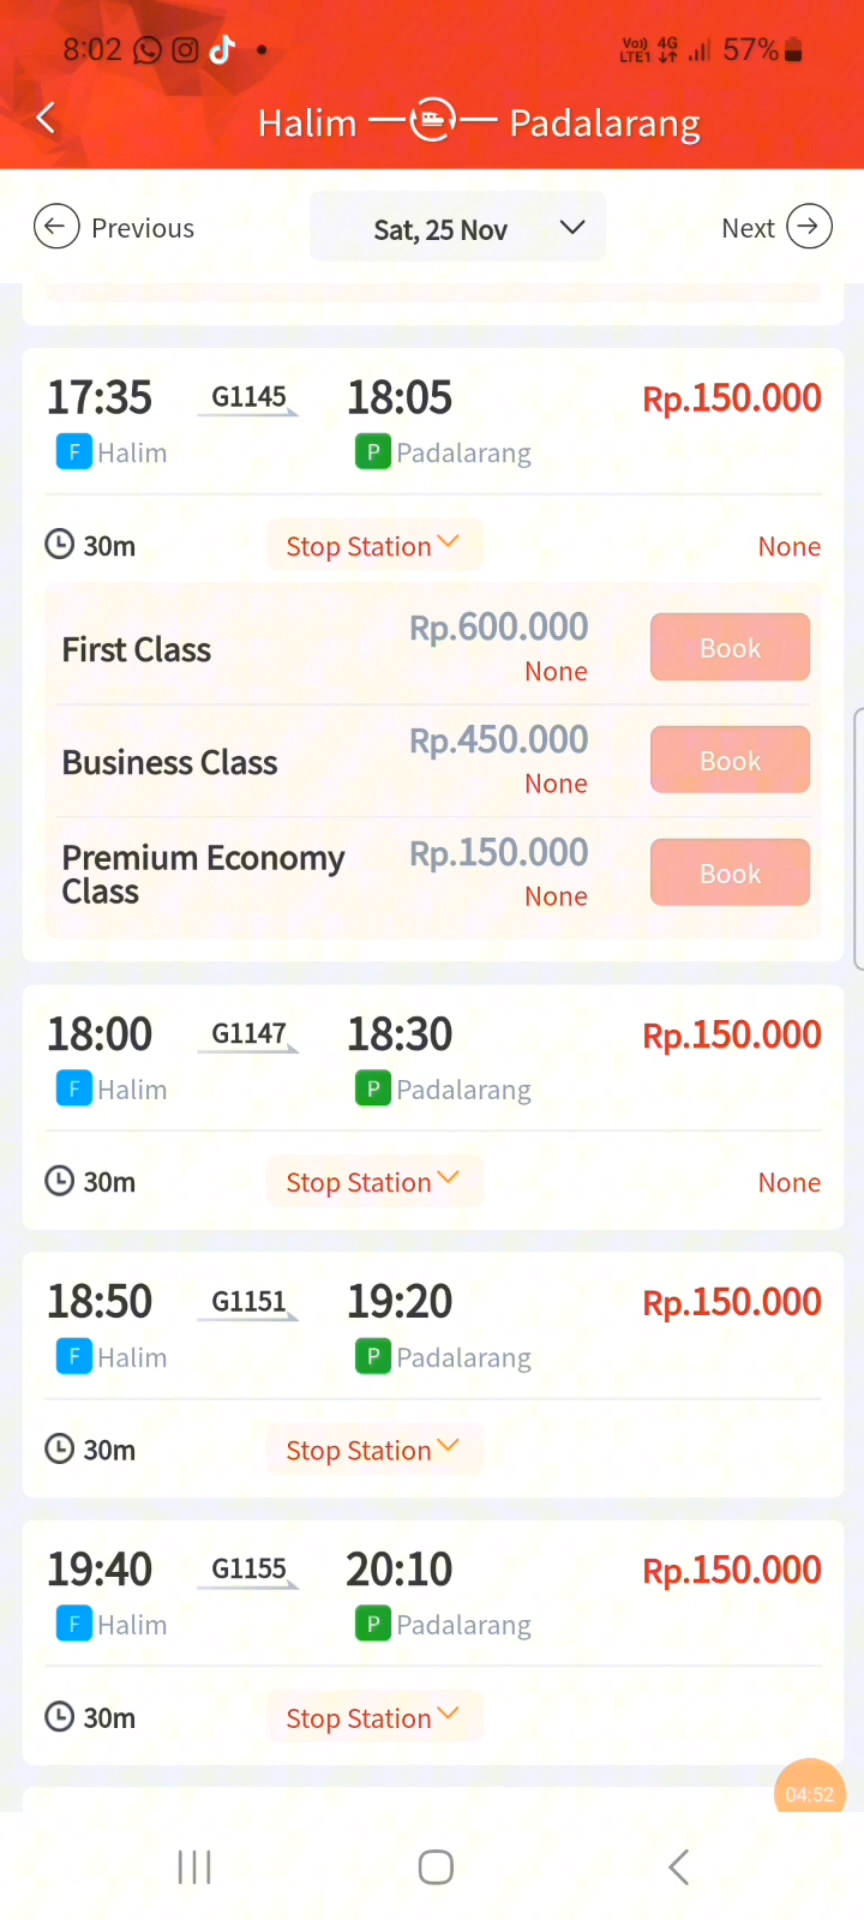 8:02 Vo)) LTE1 4G 57%
Halim Padalarang
Previous Sat, 25 Nov Next
17:35 G1145 18:05 Rp.150.000
F Halim P Padalarang
30m Stop Station None
First Class Rp.600.000 Book
None
Business Class Rp.450.000 Book
None
Premium Economy Class Rp.150.000 Book
None
18:00 G1147 18:30 Rp.150.000
F Halim P Padalarang
30m Stop Station None
18:50 G1151 19:20 Rp.150.000
F Halim P Padalarang
30m Stop Station
19:40 G1155 20:10 Rp.150.000
F Halim P Padalarang
30m Stop Station
04:52